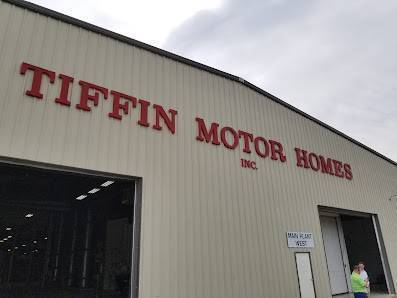 TIFFIN MOTOR HOMES
INC.
MAIN PLANT
WEST